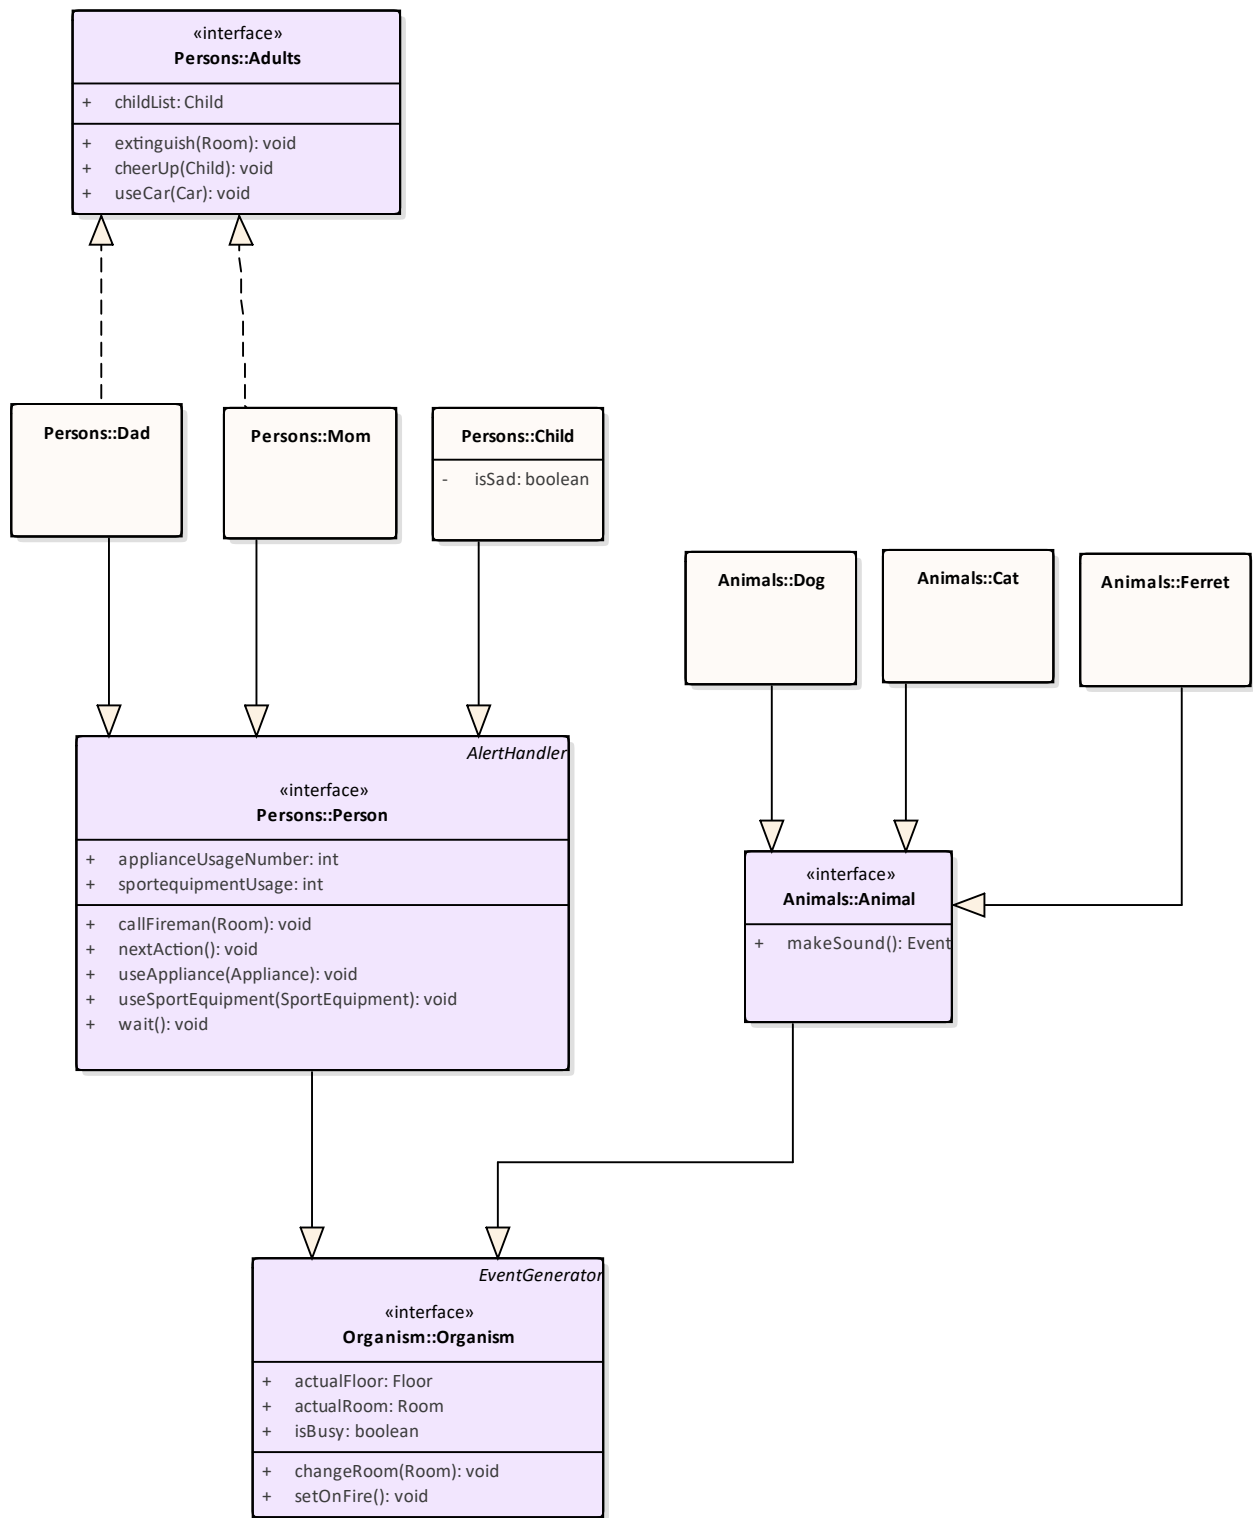 «interface»
Persons::Adults
+ childList: Child
+ extinguish(Room): void
+ cheerUp(Child): void
+ useCar(Car): void
Persons::Dad
Persons::Mom
Persons::Child
- isSad: boolean
Animals::Dog
Animals::Cat
Animals::Ferret
AlertHandler
«interface»
Persons::Person
+ applianceUsageNumber: int
+ sportequipmentUsage: int
+ callFireman(Room): void
+ nextAction(): void
+ useAppliance(Appliance): void
+ useSportEquipment(SportEquipment): void
+ wait(): void
«interface»
Animals::Animal
+ makeSound(): Event
EventGenerator
«interface»
Organism::Organism
+ actualFloor: Floor
+ actualRoom: Room
+ isBusy: boolean
+ changeRoom(Room): void
+ setOnFire(): void